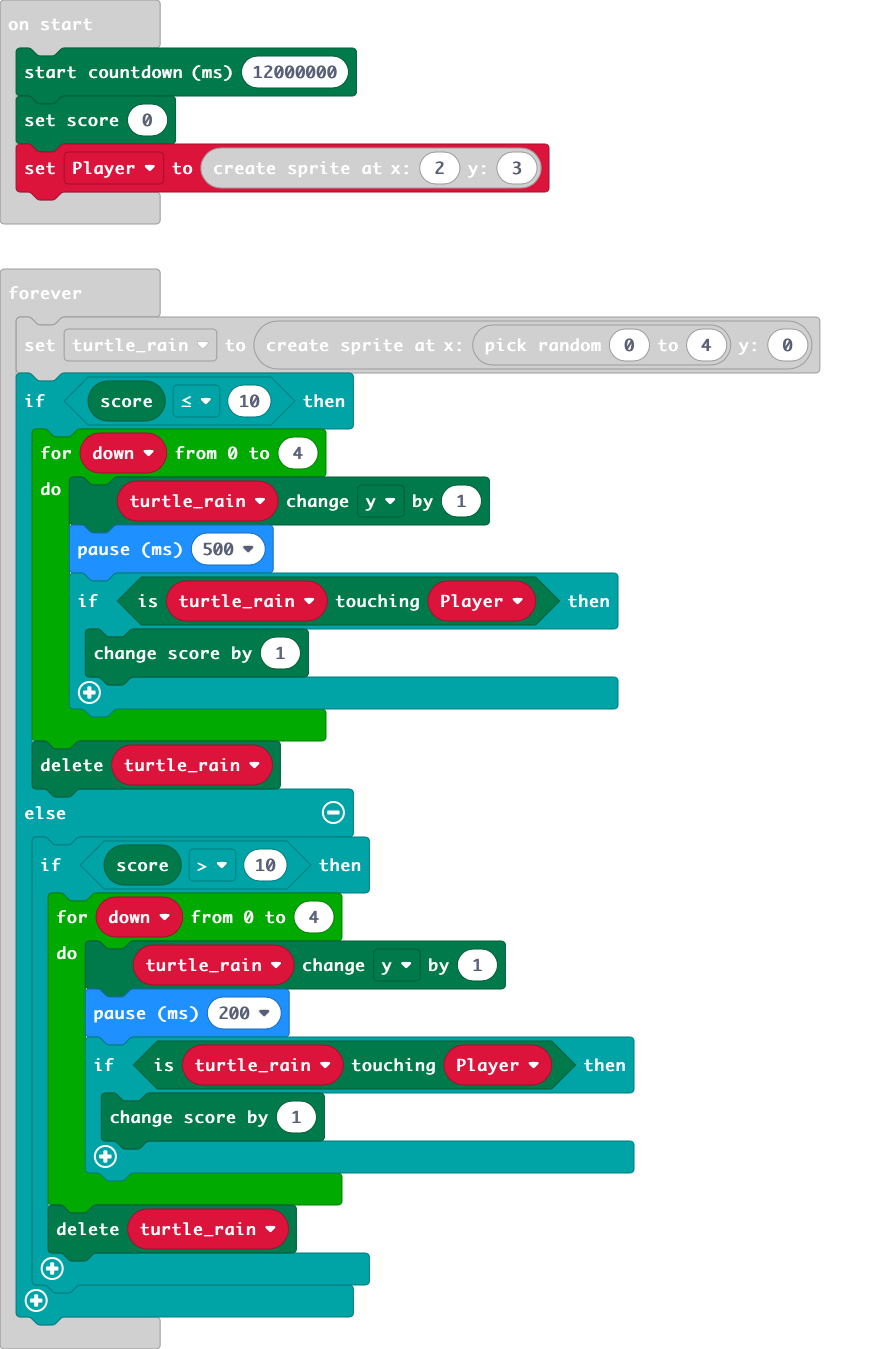 on start
start countdown (ms) 12000000
set score 0
set Player to create sprite at x: 2 y: 3
forever
set turtle_rain to create sprite at x: pick random 0 to 4 y: 0
if score ≤ 10 then
for down from 0 to 4
do turtle_rain change y by 1
pause (ms) 500
if is turtle_rain touching Player then
change score by 1
delete turtle_rain
else
if score > 10 then
for down from 0 to 4
do turtle_rain change y by 1
pause (ms) 200
if is turtle_rain touching Player then
change score by 1
delete turtle_rain